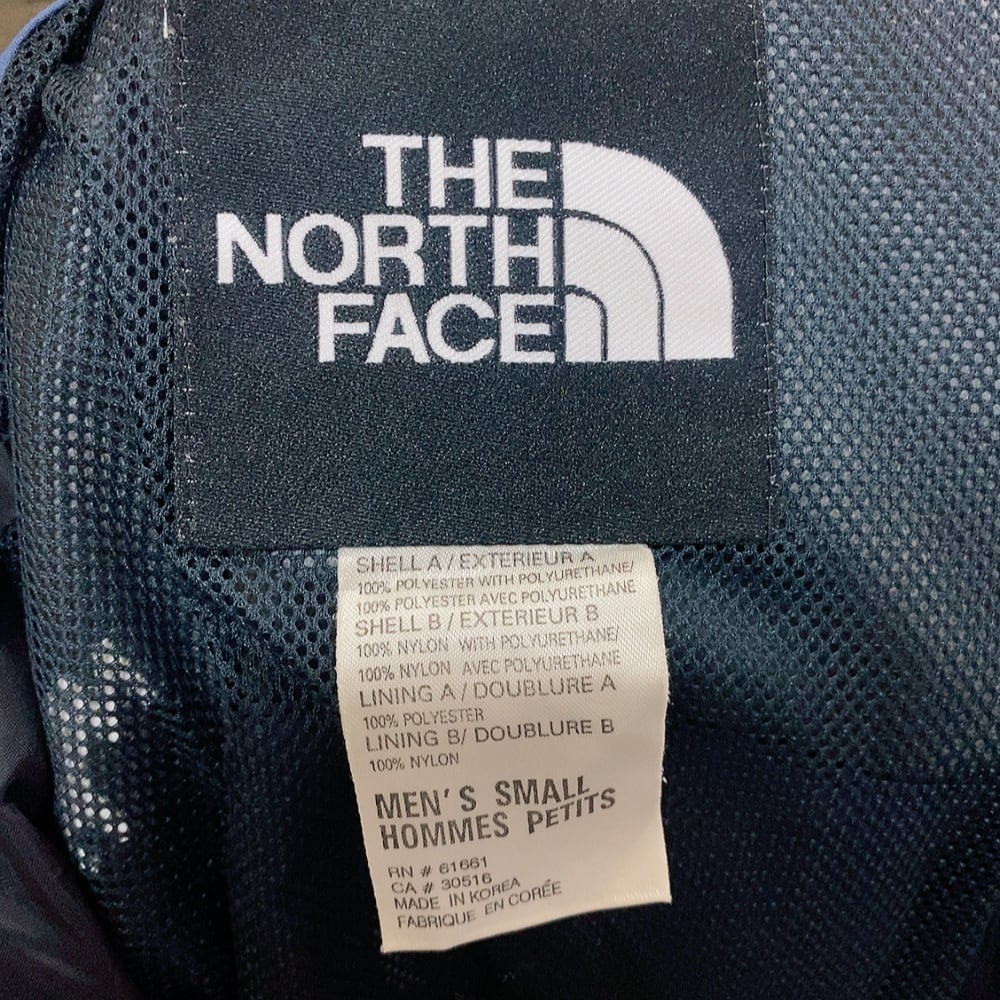 THE
NORTH
FACE
SHELL A / EXTERIEUR A
100% POLYESTER WITH POLYURETHANE/
100% POLYESTER AVEC POLYURETHANE
SHELL B / EXTERIEUR B
100% NYLON WITH POLYURETHANE/
100% NYLON AVEC POLYURETHANE
LINING A / DOUBLURE A
100% POLYESTER
LINING B/ DOUBLURE B
100% NYLON
MEN'S SMALL
HOMMES PETITS
RN # 61661
CA # 30516
MADE IN KOREA
FABRIQUE EN CORÉE